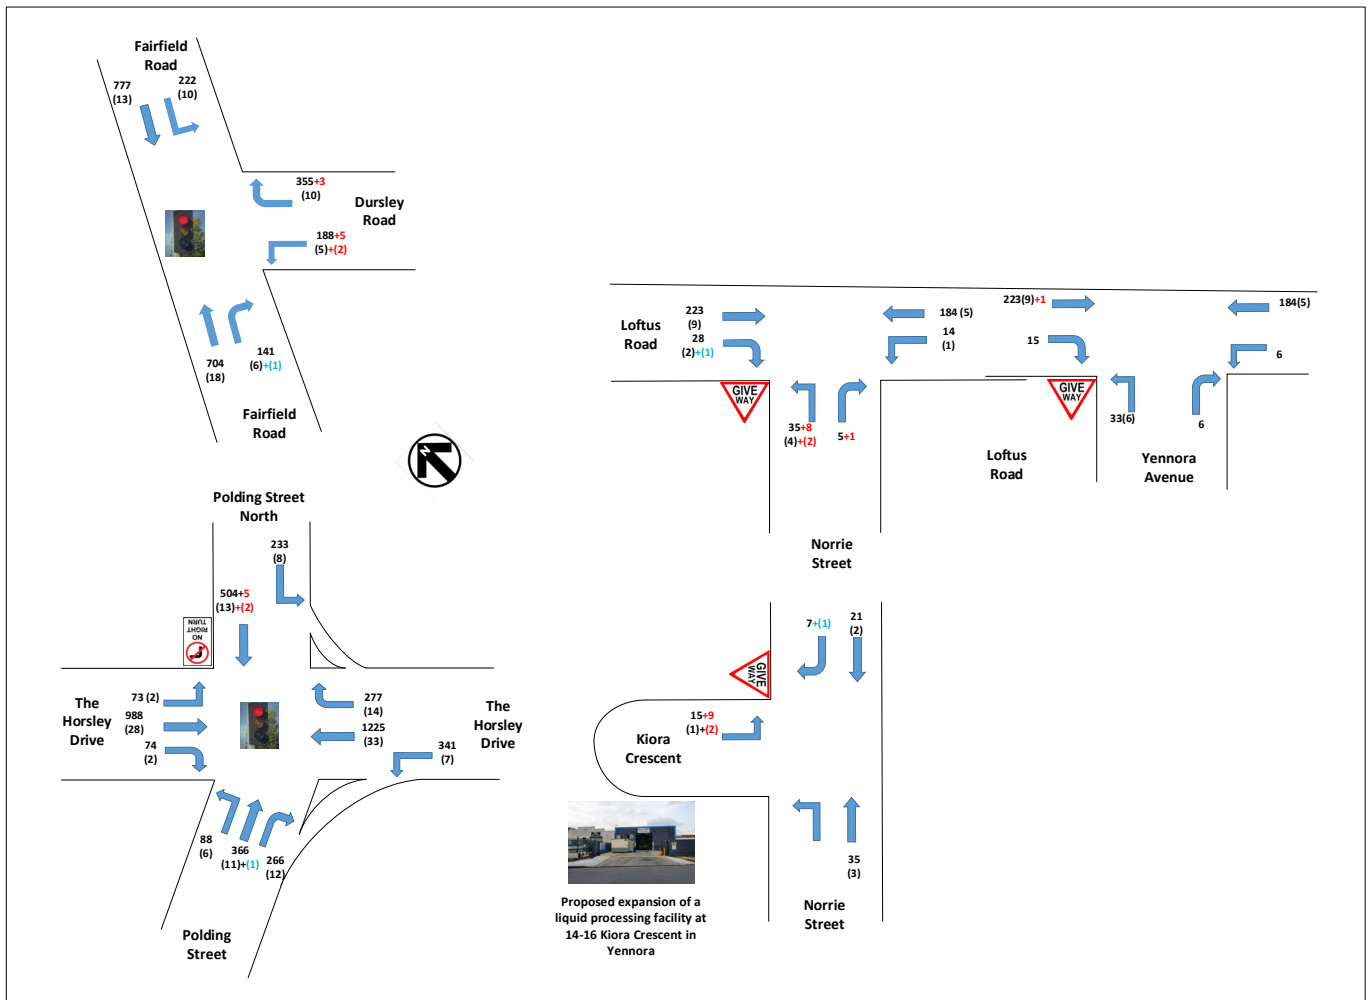 Fairfield
Road
777
(13)
222
(10)
355+3
(10)
Dursley
Road
188+5
(5)+(2)
704
(18)
141
(6)+(1)
Fairfield
Road
N
Loftus
Road
223
(9)
28
(2)+(1)
184 (5)
14
(1)
223(9)+1
15
184(5)
6
GIVE
WAY
35+8
(4)+(2)
5+1
GIVE
WAY
33(6)
6
Loftus
Road
Yennora
Avenue
Norrie
Street
Polding Street
North
233
(8)
504+5
(13)+(2)
NO
RIGHT
TURN
The
Horsley
Drive
73 (2)
988
(28)
74
(2)
277
(14)
1225
(33)
341
(7)
The
Horsley
Drive
88
(6)
366
(11)+(1)
266
(12)
Polding
Street
7+(1)
21
(2)
GIVE
WAY
15+9
(1)+(2)
Kiora
Crescent
35
(3)
Norrie
Street
Proposed expansion of a
liquid processing facility at
14-16 Kiora Crescent in
Yennora